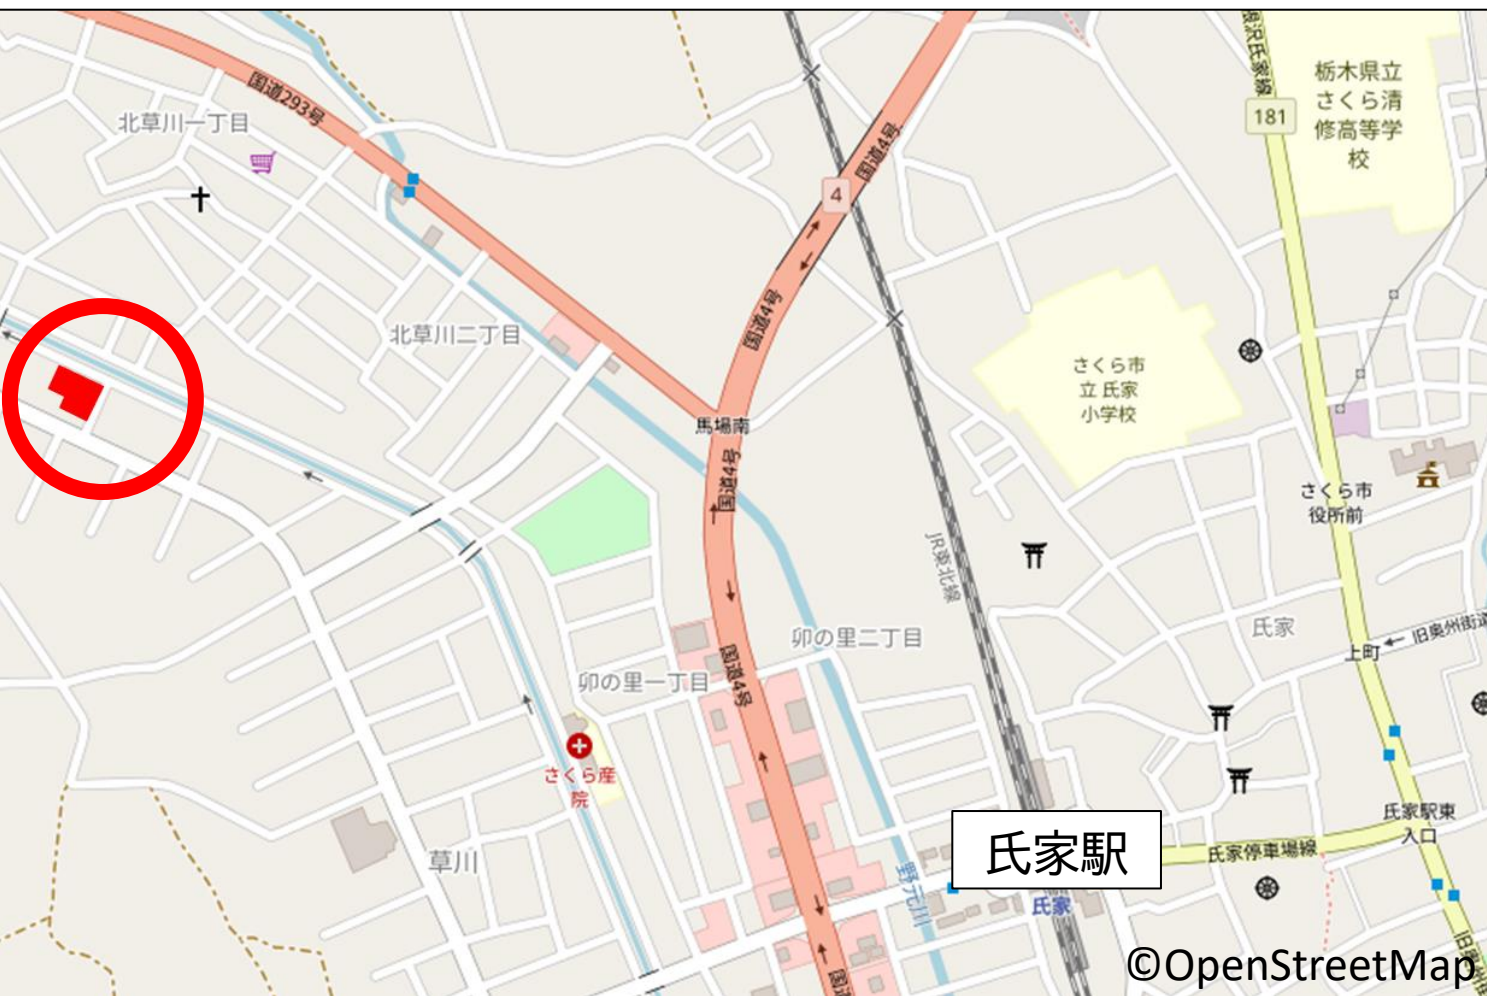 国道293号
北草川一丁目
北草川二丁目
国道4号
4
国道4号
国道4号
国道4号
馬場南
181
栃木県立
さくら清
修高等学
校
さくら市
立 氏家
小学校
さくら市
役所前
JR東北線
氏家
旧奥州街道
上町
卯の里二丁目
卯の里一丁目
さくら産
院
草川
野元川
氏家駅
氏家
氏家停車場線
氏家駅東
入口
©OpenStreetMap